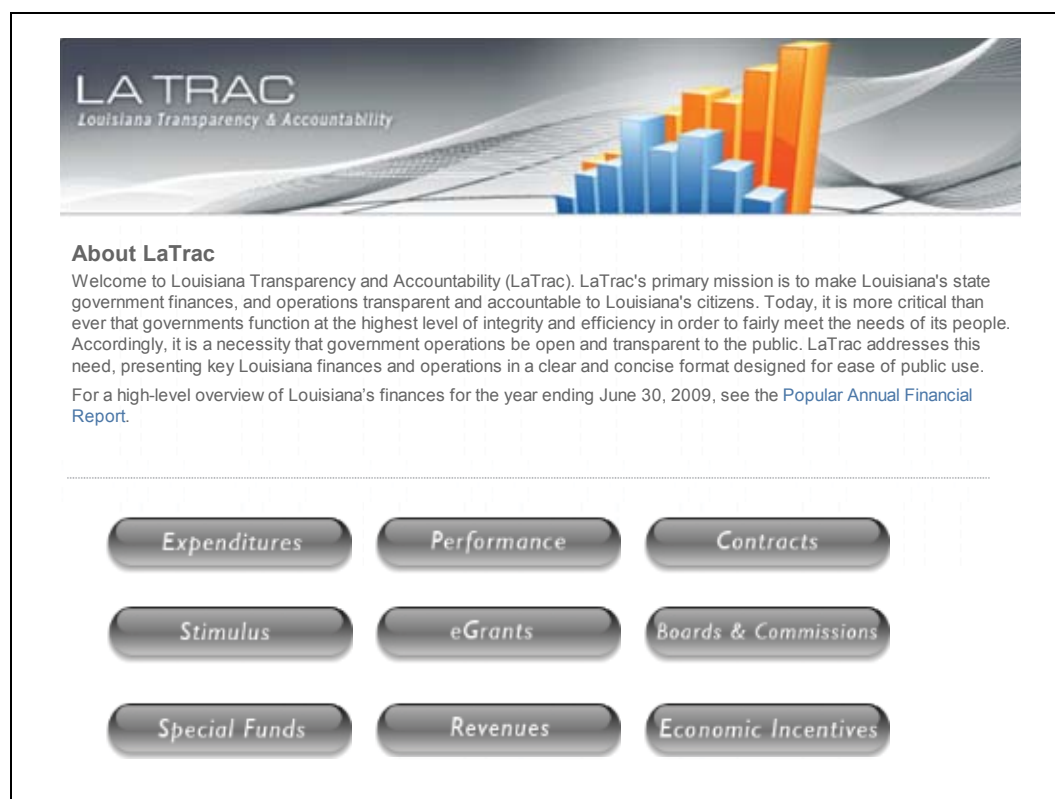 LA TRAC
Louisiana Transparency & Accountability
About LaTrac
Welcome to Louisiana Transparency and Accountability (LaTrac). LaTrac's primary mission is to make Louisiana's state
government finances, and operations transparent and accountable to Louisiana's citizens. Today, it is more critical than
ever that governments function at the highest level of integrity and efficiency in order to fairly meet the needs of its people.
Accordingly, it is a necessity that government operations be open and transparent to the public. LaTrac addresses this
need, presenting key Louisiana finances and operations in a clear and concise format designed for ease of public use.
For a high-level overview of Louisiana’s finances for the year ending June 30, 2009, see the Popular Annual Financial
Report.
Expenditures Performance Contracts
Stimulus eGrants Boards & Commissions
Special Funds Revenues Economic Incentives